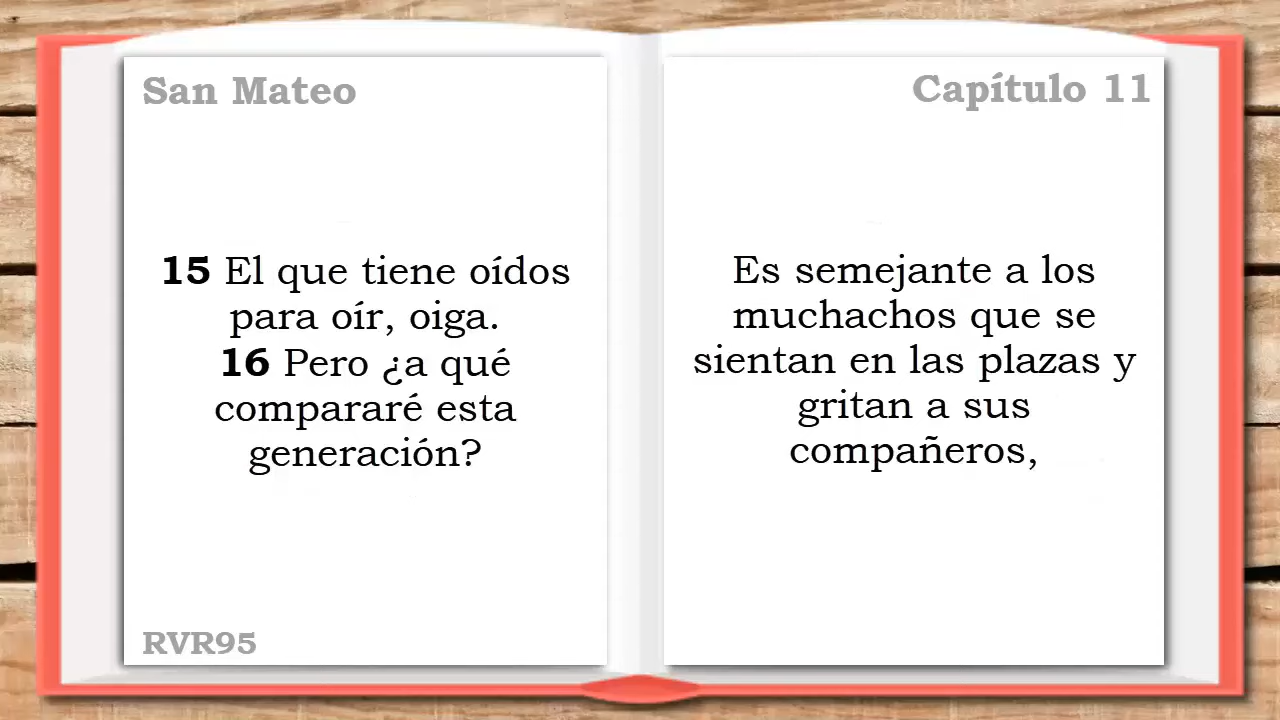 San Mateo
15 El que tiene oídos
para oír, oiga.
16 Pero ¿a qué
compararé esta
generación?
RVR95
Capítulo 11
Es semejante a los
muchachos que se
sientan en las plazas y
gritan a sus
compañeros,